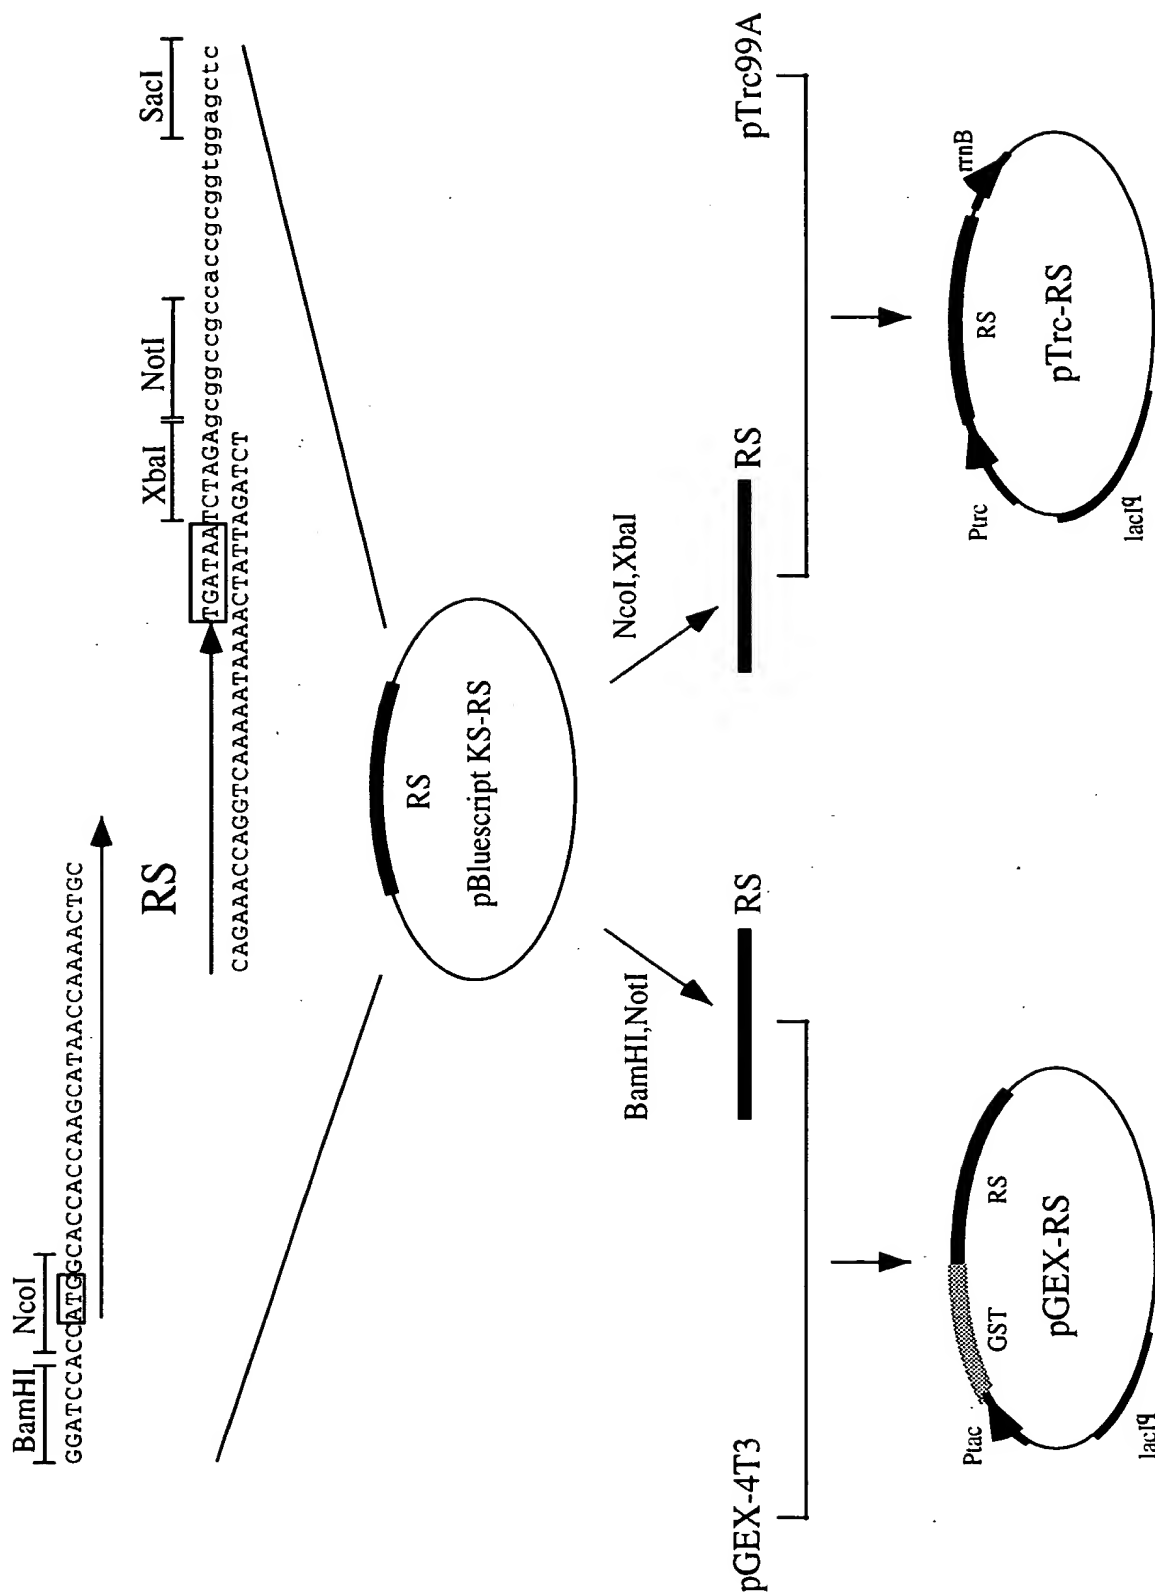 BamHI NcoI
GGATCCACCATGGCACCACCAAGCATAACCAAAACTGC
RS
XbaI NotI SacI
TGATAATCTAGAgcggccgccaccgcggtggagctc
CAGAAACCAGGTCAAAAATAAAACTATTAGATCT
RS
pBluescript KS-RS
BamHI,NotI
NcoI,XbaI
pGEX-4T3
RS
RS
pTrc99A
Ptac
GST
RS
pGEX-RS
lacIq
Ptrc
RS
rrnB
pTrc-RS
lacIq